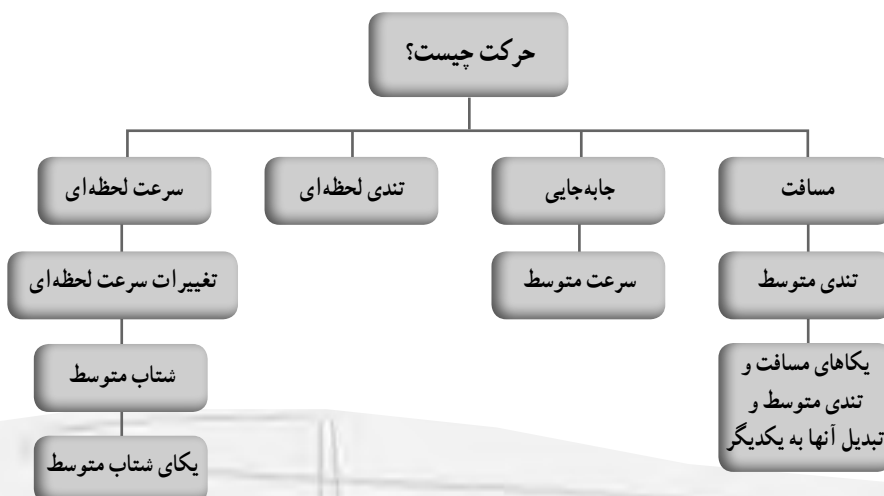 حرکت چیست؟
مسافت
جابه‌جایی
تندی لحظه‌ای
سرعت لحظه‌ای
تندی متوسط
سرعت متوسط
تغییرات سرعت لحظه‌ای
یکاهای مسافت و
تندی متوسط و
تبدیل آنها به یکدیگر
شتاب متوسط
یکای شتاب متوسط